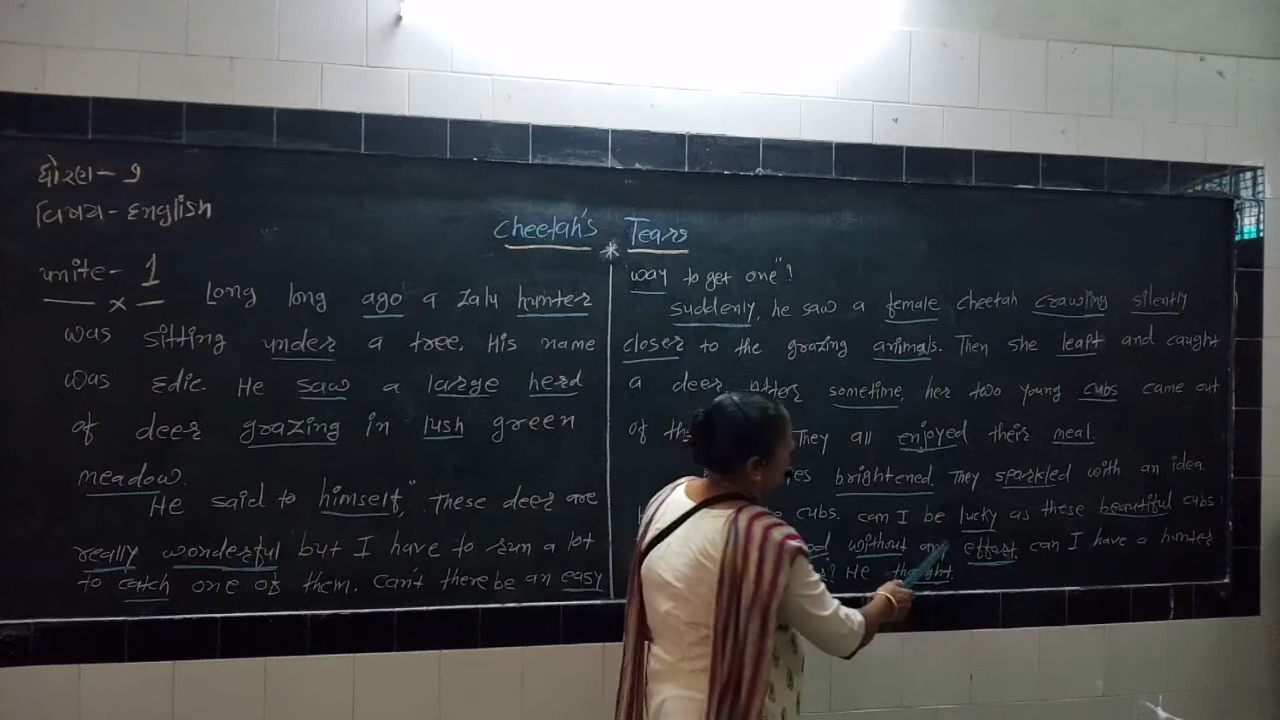 ધોરણ - 9
વિષય - English
unite - 1
Cheetah's * Tears
Long long ago a Zalu hunter
was sitting under a tree. His name
was Edic. He saw a large herd
of deer grazing in lush green
meadow.
He said to himself," These deer are
really wonderful but I have to run a lot
to catch one of them. Can't there be an easy
way to get one"?
Suddenly, he saw a female cheetah crawling silently
closer to the grazing animals. Then she leapt and caught
a deer. After sometime, her two young cubs came out
of They all enjoyed their meal.
brightened. They sparkled with an idea.
cubs. can I be lucky as these beautiful cubs?
without any effort. can I have a hunter
? He thought.